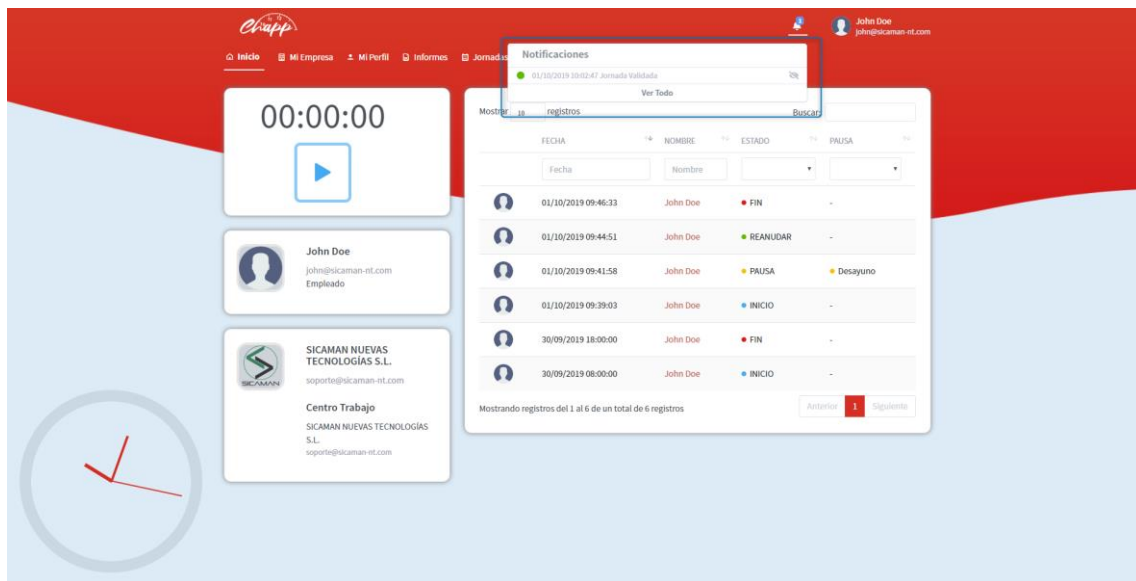 Chapp
1
John Doe
john@sicaman-nt.com
Inicio
Mi Empresa
Mi Perfil
Informes
Jornadas
Notificaciones
01/10/2019 10:02:47 Jornada Validada
Ver Todo
00:00:00
John Doe
john@sicaman-nt.com
Empleado
SICAMAN
SICAMAN NUEVAS
TECNOLOGÍAS S.L.
soporte@sicaman-nt.com
Centro Trabajo
SICAMAN NUEVAS TECNOLOGÍAS
S.L.
soporte@sicaman-nt.com
Mostrar 10 registros
Buscar:
FECHA NOMBRE ESTADO PAUSA
Fecha Nombre
01/10/2019 09:46:33 John Doe FIN -
01/10/2019 09:44:51 John Doe REANUDAR -
01/10/2019 09:41:58 John Doe PAUSA Desayuno
01/10/2019 09:39:03 John Doe INICIO -
30/09/2019 18:00:00 John Doe FIN -
30/09/2019 08:00:00 John Doe INICIO -
Mostrando registros del 1 al 6 de un total de 6 registros
Anterior 1 Siguiente